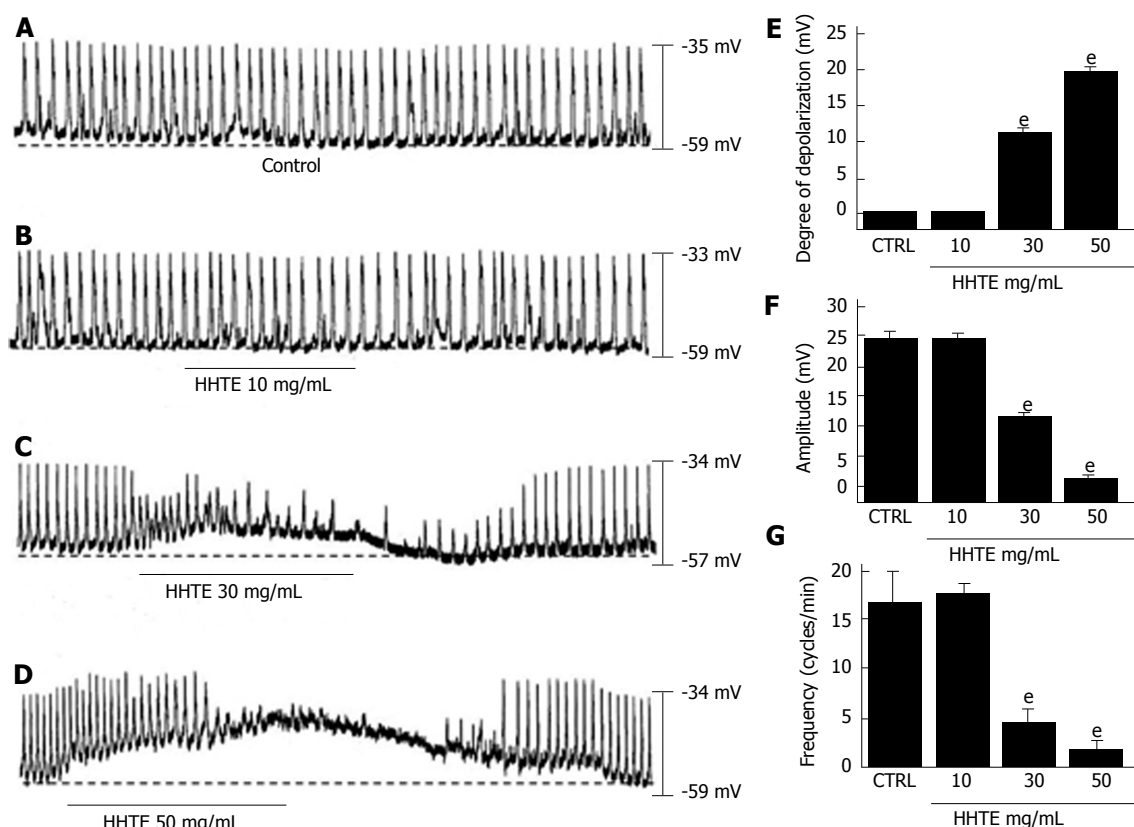 A
-35 mV
-59 mV
Control
B
-33 mV
-59 mV
HHTE 10 mg/mL
C
-34 mV
-57 mV
HHTE 30 mg/mL
D
-34 mV
-59 mV
HHTE 50 mg/mL
E
Degree of depolarization (mV)
25
20
15
10
5
0
e
e
CTRL 10 30 50
HHTE mg/mL
F
Amplitude (mV)
30
25
20
15
10
5
0
e
e
CTRL 10 30 50
HHTE mg/mL
G
Frequency (cycles/min)
20
15
10
5
0
e
e
CTRL 10 30 50
HHTE mg/mL